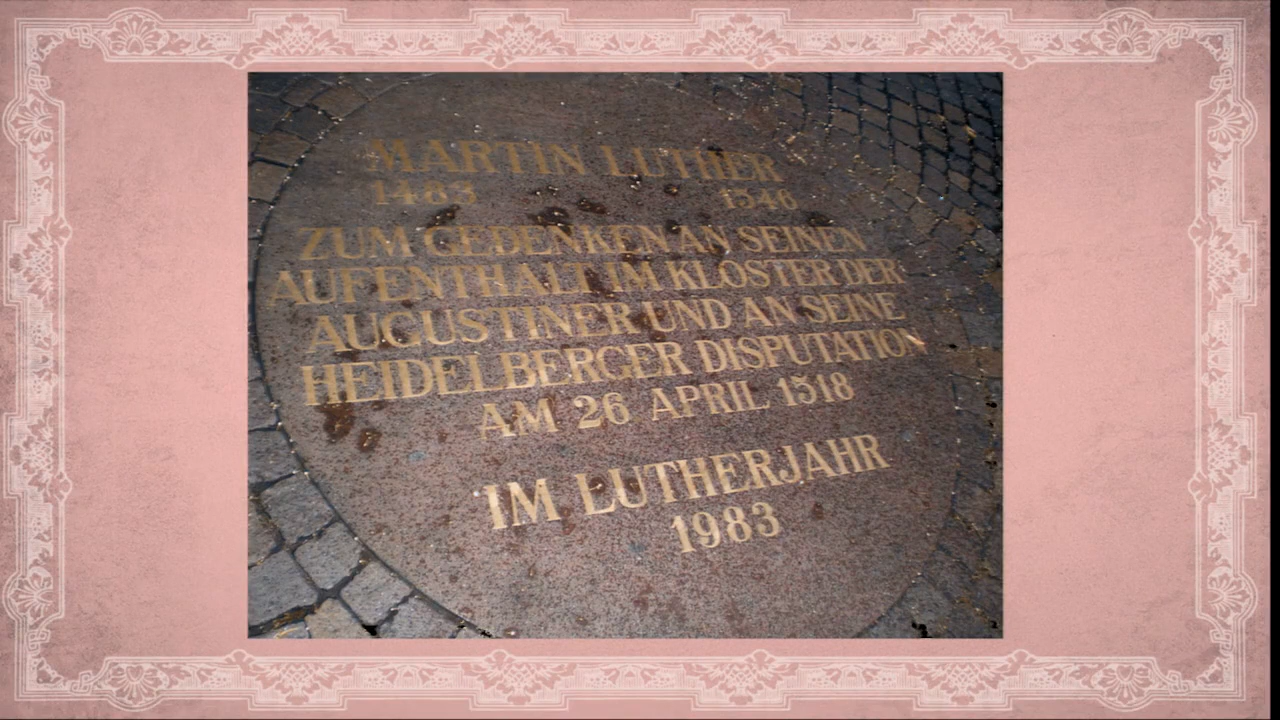 MARTIN LUTHER
1483 1546
ZUM GEDENKEN AN SEINEN
AUFENTHALT IM KLOSTER DER
AUGUSTINER UND AN SEINE
HEIDELBERGER DISPUTATION
AM 26 APRIL 1518
IM LUTHERJAHR
1983